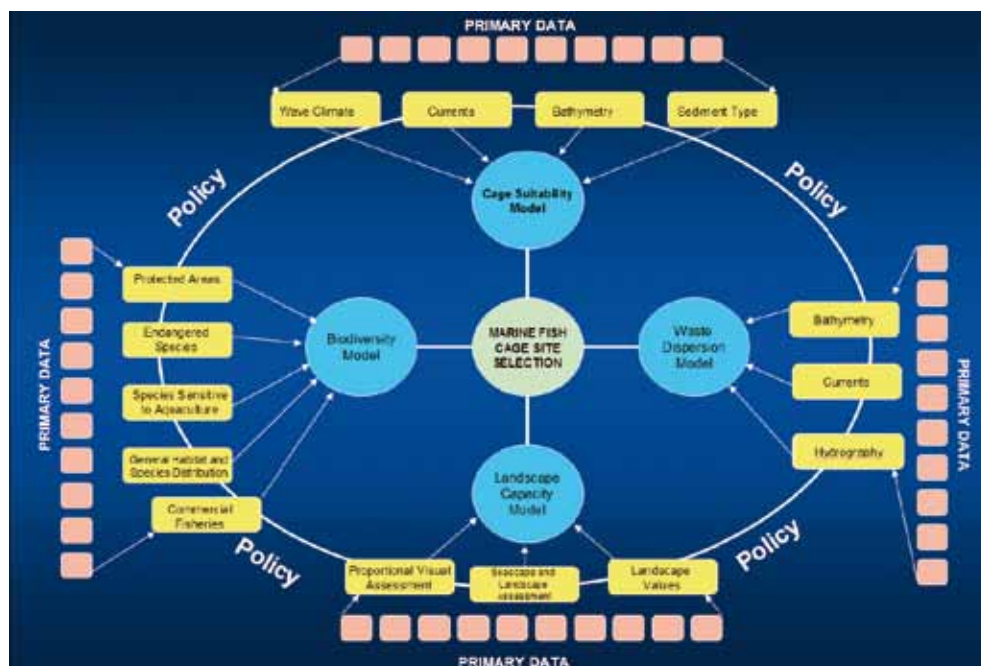 PRIMARY DATA
Wave Climate
Currents
Bathymetry
Sediment Type
Policy
Policy
Cage Suitability
Model
Protected Areas
Endangered
Species
Species Sensitive
to Aquaculture
General Habitat and
Species Distribution
Commercial
Fisheries
PRIMARY DATA
Biodiversity
Model
MARINE FISH
CAGE SITE
SELECTION
Waste
Dispersion
Model
Bathymetry
Currents
Hydrography
PRIMARY DATA
Landscape
Capacity
Model
Policy
Policy
Proportional Visual
Assessment
Seascape and
Landscape
Assessment
Landscape
Values
PRIMARY DATA